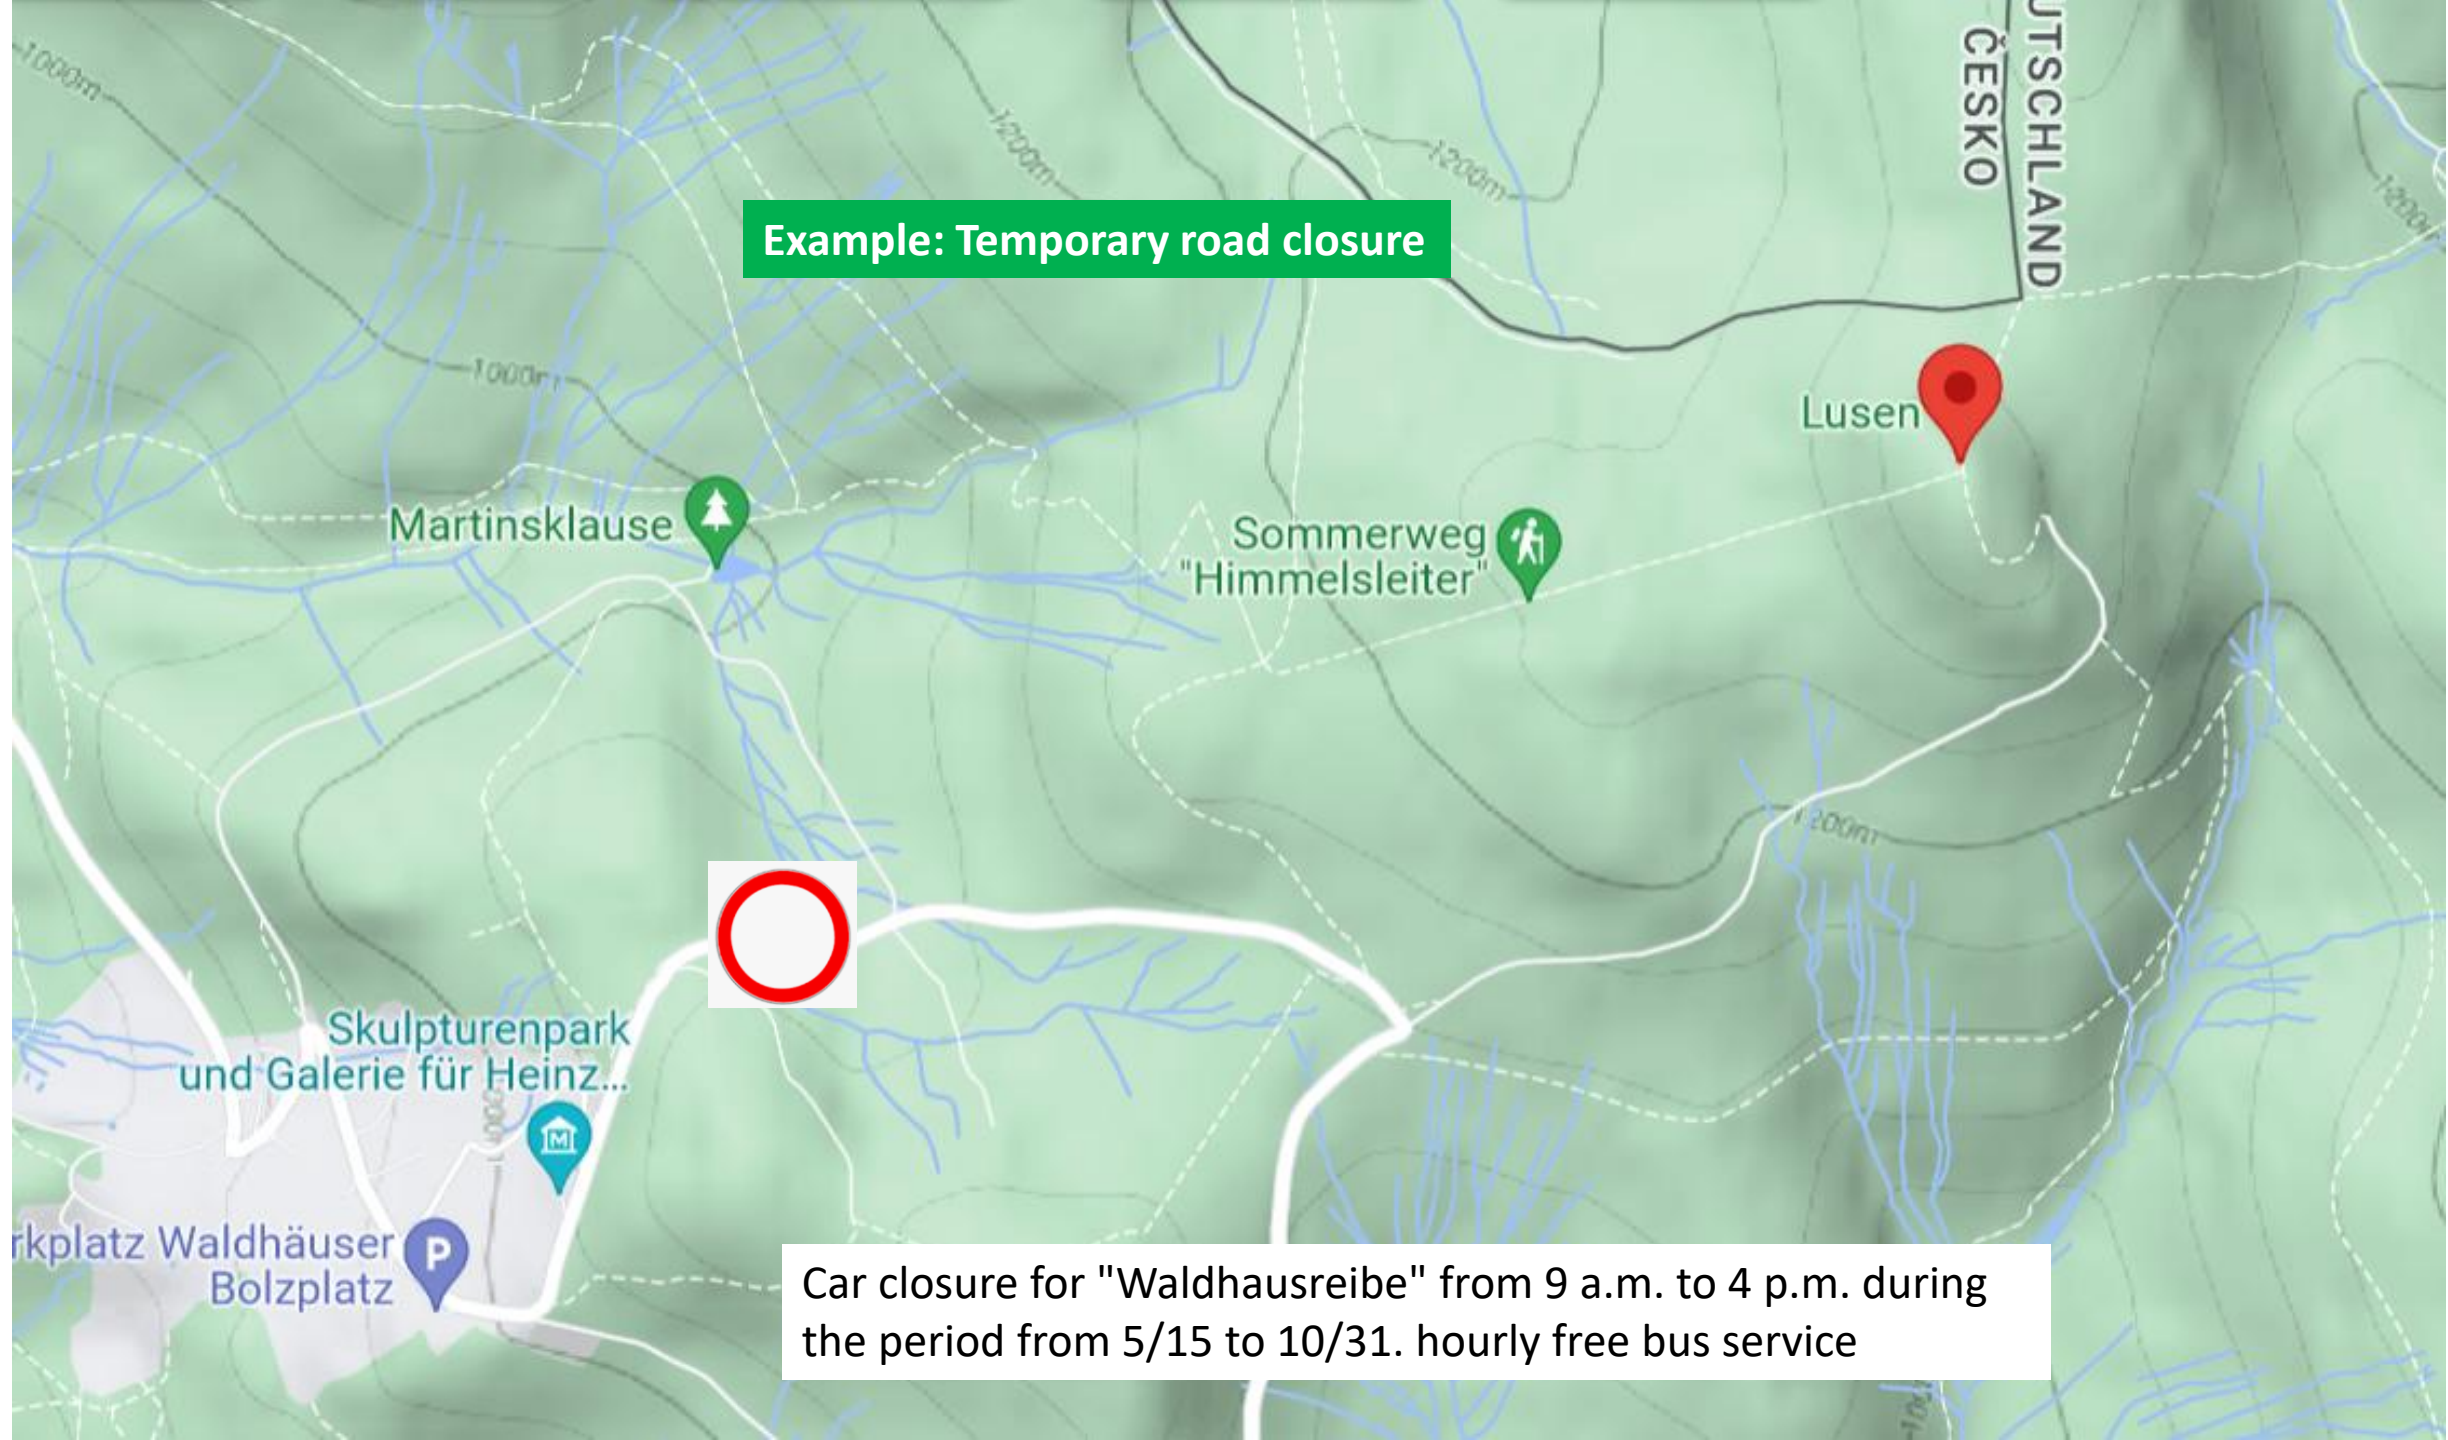 1000m
1200m
1200m
UTSCHLAND
ČESKO
1200m
Example: Temporary road closure
Lusen
Martinsklause
Sommerweg
"Himmelsleiter"
1200m
Skulpturenpark
und Galerie für Heinz...
rkplatz Waldhäuser
Bolzplatz
P
M
Car closure for "Waldhausreibe" from 9 a.m. to 4 p.m. during
the period from 5/15 to 10/31. hourly free bus service